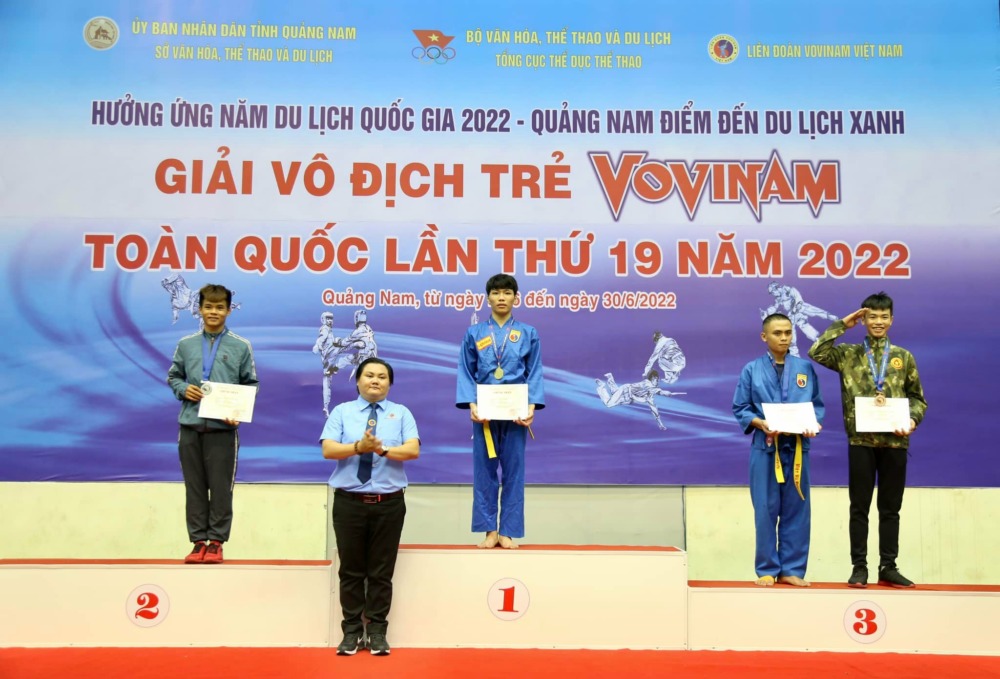 ỦY BAN NHÂN DÂN TỈNH QUẢNG NAM
SỞ VĂN HÓA, THỂ THAO VÀ DU LỊCH
BỘ VĂN HÓA, THỂ THAO VÀ DU LỊCH
TỔNG CỤC THỂ DỤC THỂ THAO
LIÊN ĐOÀN VOVINAM VIỆT NAM
HƯỞNG ỨNG NĂM DU LỊCH QUỐC GIA 2022 - QUẢNG NAM ĐIỂM ĐẾN DU LỊCH XANH
GIẢI VÔ ĐỊCH TRẺ VOVINAM
TOÀN QUỐC LẦN THỨ 19 NĂM 2022
Quảng Nam, từ ngày đến ngày 30/6/2022
2
1
3